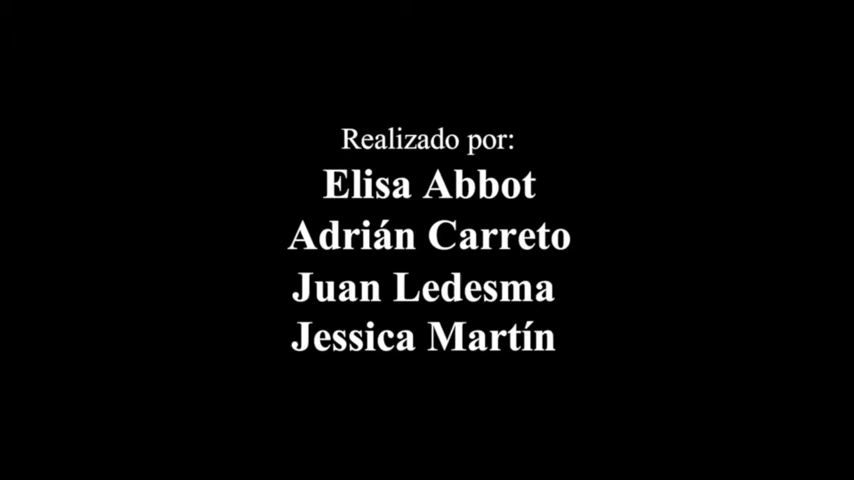 Realizado por:
Elisa Abbot
Adrián Carreto
Juan Ledesma
Jessica Martín